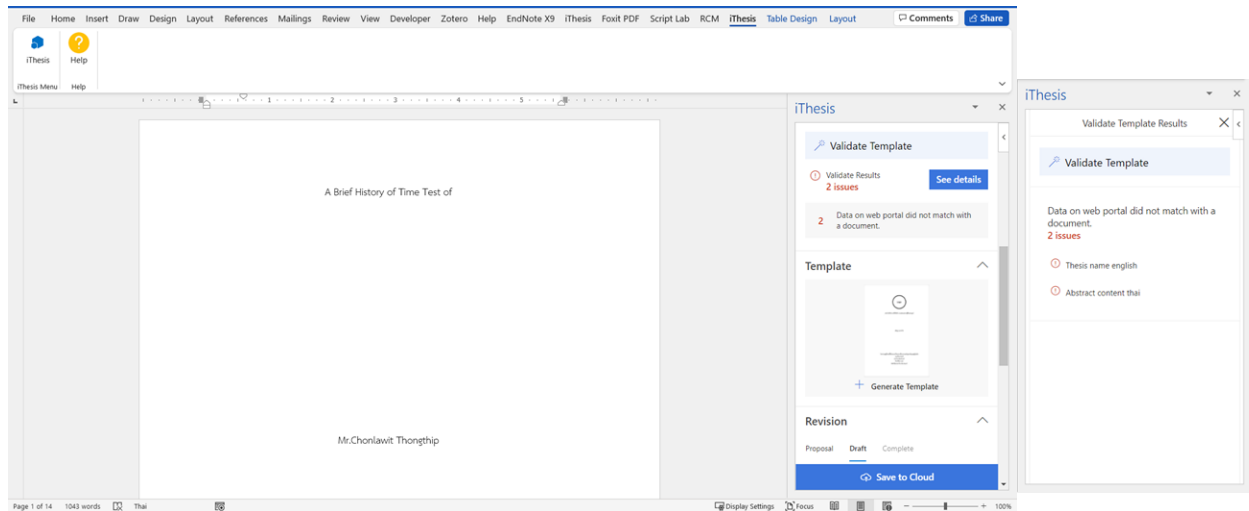 File Home Insert Draw Design Layout References Mailings Review View Developer Zotero Help EndNote X9 iThesis Foxit PDF Script Lab RCM iThesis Table Design Layout Comments Share
iThesis Help
iThesis Menu Help
1 2 3 4 5
A Brief History of Time Test of
Mr.Chonlawit Thongthip
iThesis
Validate Template
Validate Results
2 issues
See details
2 Data on web portal did not match with
a document.
Template
Generate Template
Revision
Proposal Draft Complete
Save to Cloud
Page 1 of 14 1043 words Thai Display Settings Focus 100%
iThesis
Validate Template Results
Validate Template
Data on web portal did not match with a
document.
2 issues
Thesis name english
Abstract content thai